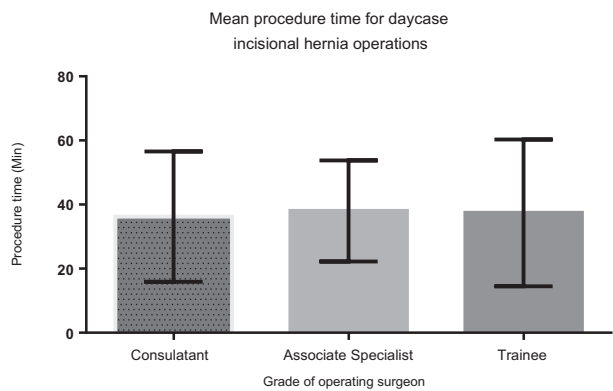 Mean procedure time for daycase
incisional hernia operations
80
60
40
20
0
Procedure time (Min)
Consulatant
Associate Specialist
Trainee
Grade of operating surgeon